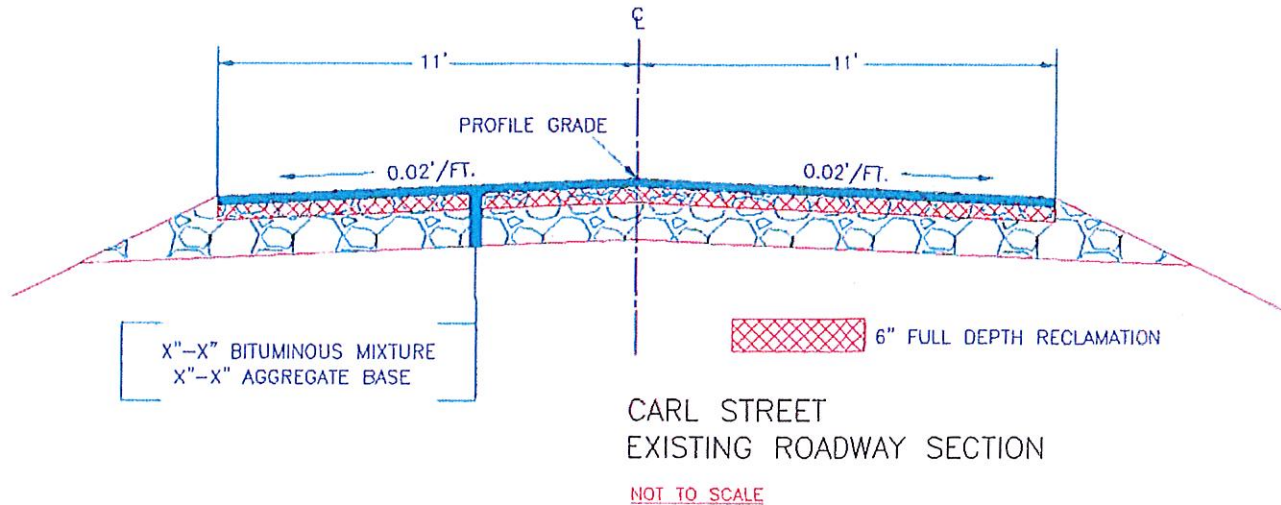 ℄
11' 11'
PROFILE GRADE
0.02'/FT. 0.02'/FT.
X"-X" BITUMINOUS MIXTURE
X"-X" AGGREGATE BASE
6" FULL DEPTH RECLAMATION
CARL STREET
EXISTING ROADWAY SECTION
NOT TO SCALE